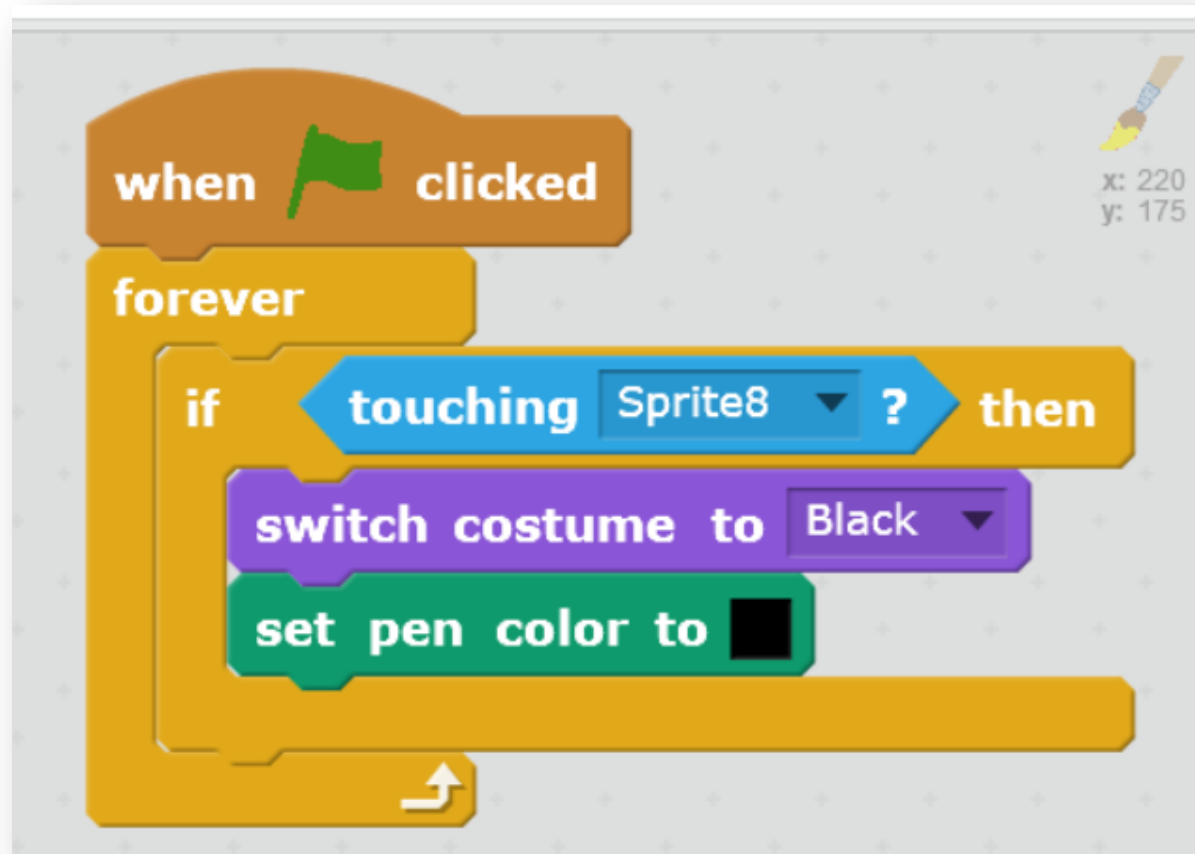 when clicked
x: 220
y: 175
forever
if touching Sprite8 ? then
switch costume to Black
set pen color to